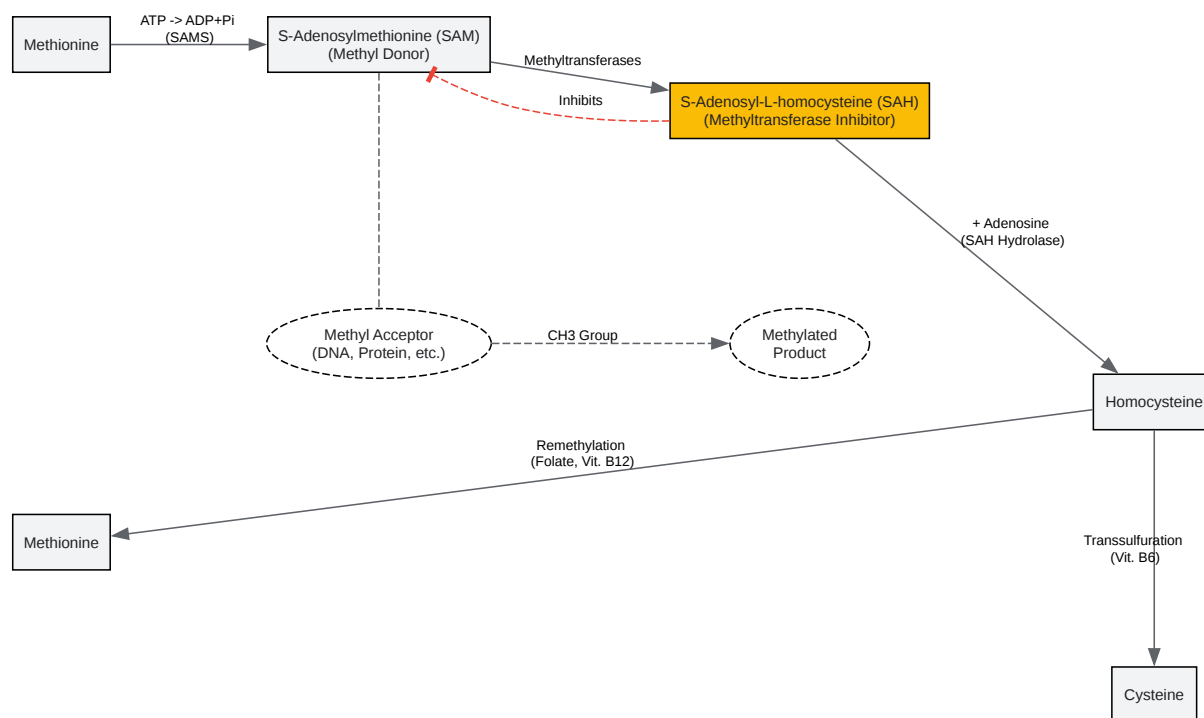 ATP -> ADP+Pi
(SAMS)
Methionine
S-Adenosylmethionine (SAM)
(Methyl Donor)
Methyltransferases
Inhibits
S-Adenosyl-L-homocysteine (SAH)
(Methyltransferase Inhibitor)
+ Adenosine
(SAH Hydrolase)
Methyl Acceptor
(DNA, Protein, etc.)
CH3 Group
Methylated
Product
Homocysteine
Remethylation
(Folate, Vit. B12)
Methionine
Transsulfuration
(Vit. B6)
Cysteine